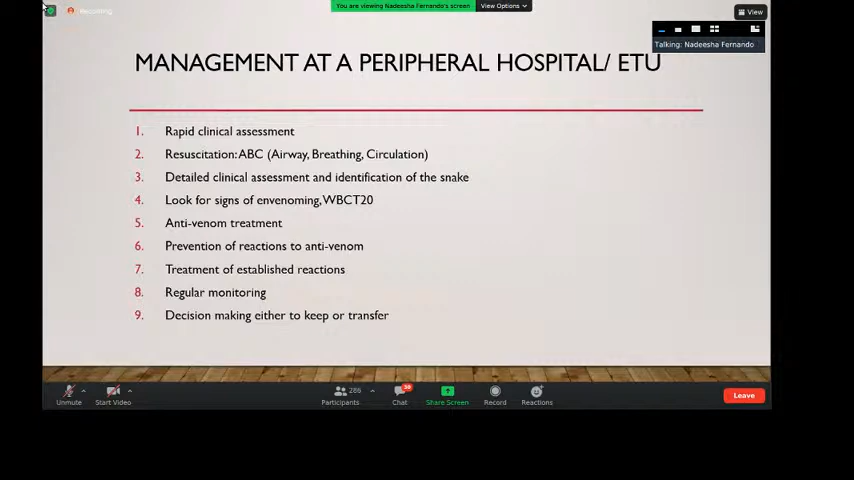 Recording
You are viewing Nadeesha Fernando's screen
View Options
View
Talking: Nadeesha Fernando
MANAGEMENT AT A PERIPHERAL HOSPITAL/ ETU
1. Rapid clinical assessment
2. Resuscitation: ABC (Airway, Breathing, Circulation)
3. Detailed clinical assessment and identification of the snake
4. Look for signs of envenoming, WBCT20
5. Anti-venom treatment
6. Prevention of reactions to anti-venom
7. Treatment of established reactions
8. Regular monitoring
9. Decision making either to keep or transfer
Unmute
Start Video
286
Participants
Chat
Share Screen
Record
Reactions
Leave